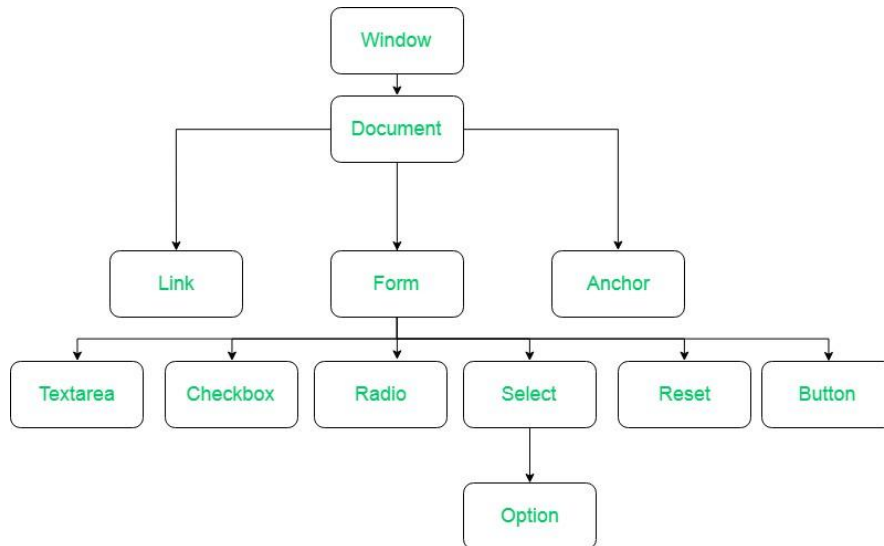 Window
Document
Link
Form
Anchor
Textarea
Checkbox
Radio
Select
Reset
Button
Option